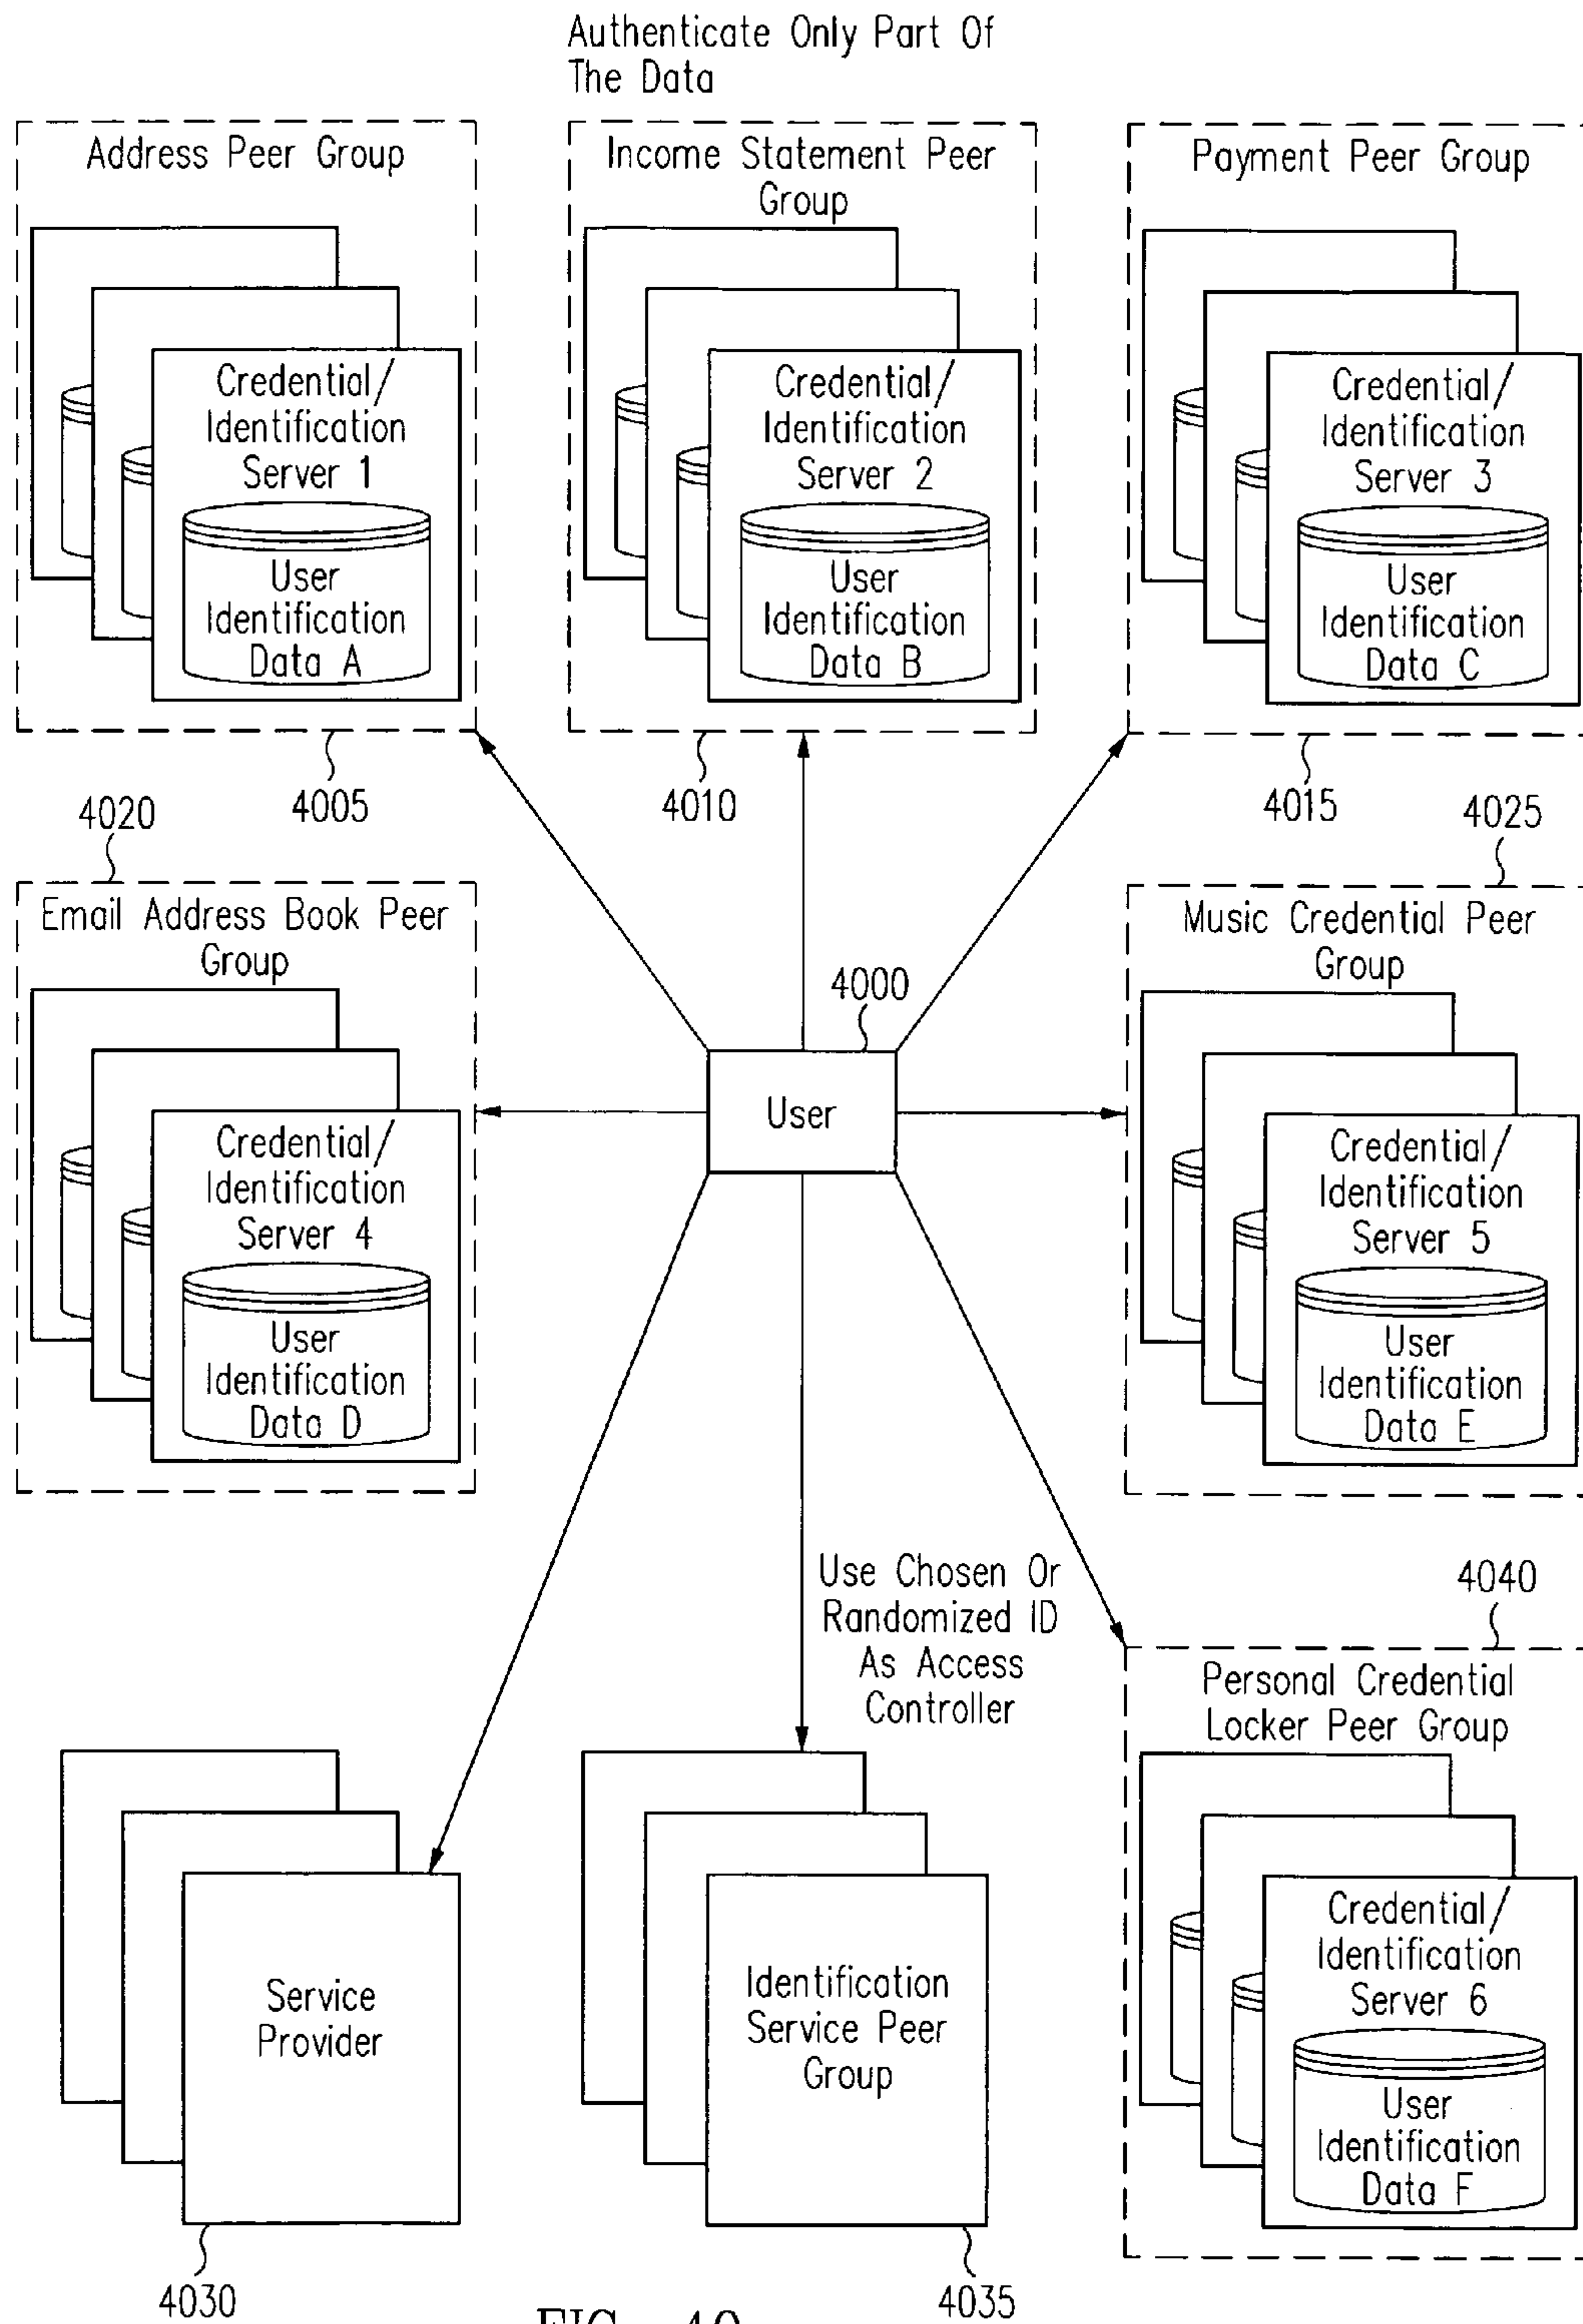 Authenticate Only Part Of
The Data
Address Peer Group
Credential/
Identification
Server 1
User
Identification
Data A
4005
Income Statement Peer
Group
Credential/
Identification
Server 2
User
Identification
Data B
4010
Payment Peer Group
Credential/
Identification
Server 3
User
Identification
Data C
4015
4020
Email Address Book Peer
Group
Credential/
Identification
Server 4
User
Identification
Data D
4000
User
4025
Music Credential Peer
Group
Credential/
Identification
Server 5
User
Identification
Data E
Use Chosen Or
Randomized ID
As Access
Controller
Service
Provider
4030
Identification
Service Peer
Group
4035
4040
Personal Credential
Locker Peer Group
Credential/
Identification
Server 6
User
Identification
Data F
FIG. 40